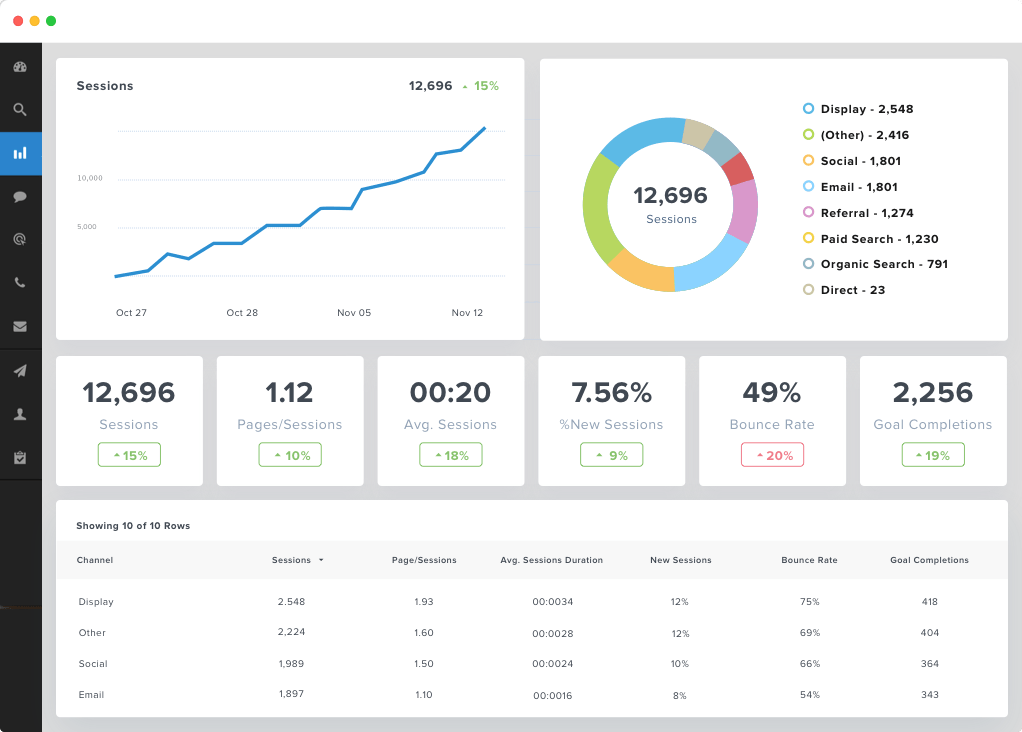 Sessions 12,696 15%
10,000
5,000
Oct 27 Oct 28 Nov 05 Nov 12
12,696
Sessions
Display - 2,548
(Other) - 2,416
Social - 1,801
Email - 1,801
Referral - 1,274
Paid Search - 1,230
Organic Search - 791
Direct - 23
12,696
Sessions
15%
1.12
Pages/Sessions
10%
00:20
Avg. Sessions
18%
7.56%
%New Sessions
9%
49%
Bounce Rate
20%
2,256
Goal Completions
19%
Showing 10 of 10 Rows
Channel Sessions Page/Sessions Avg. Sessions Duration New Sessions Bounce Rate Goal Completions
Display 2.548 1.93 00:0034 12% 75% 418
Other 2,224 1.60 00:0028 12% 69% 404
Social 1,989 1.50 00:0024 10% 66% 364
Email 1,897 1.10 00:0016 8% 54% 343